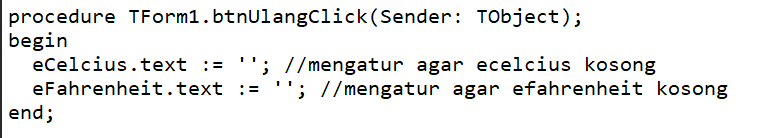 procedure TForm1.btnUlangClick(Sender: TObject);
begin
  eCelcius.text := ''; //mengatur agar ecelcius kosong
  eFahrenheit.text := ''; //mengatur agar efahrenheit kosong
end;